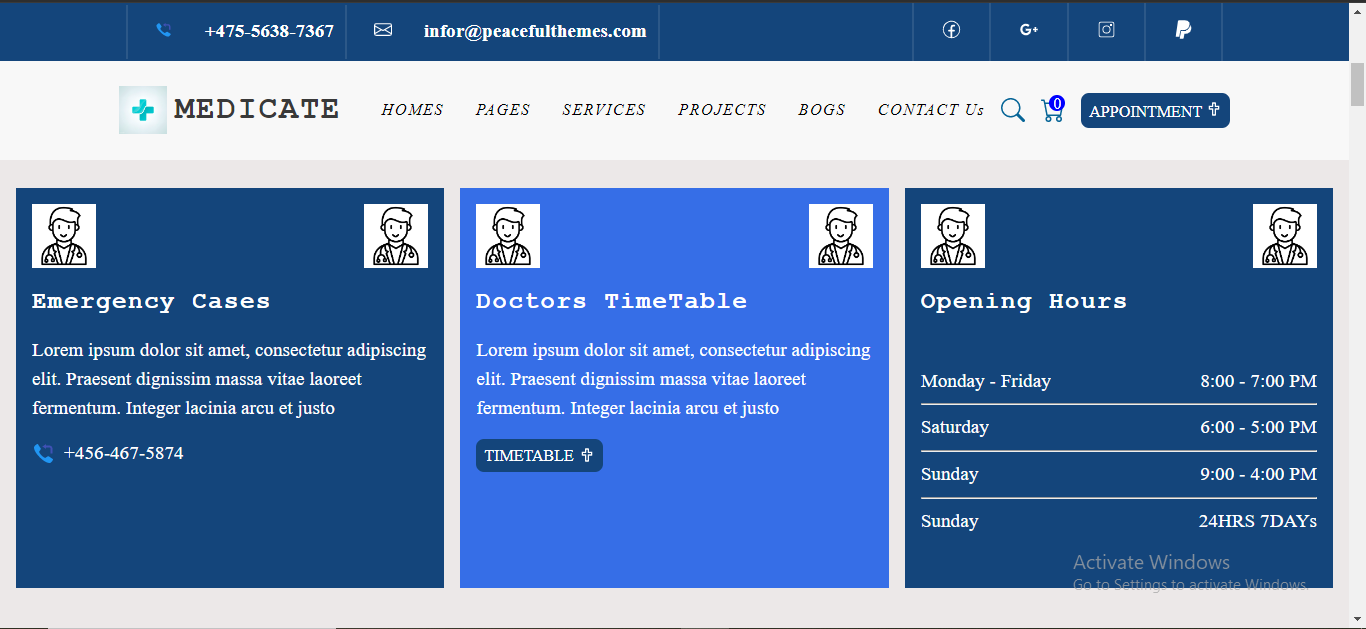 +475-5638-7367
infor@peacefulthemes.com
G+
MEDICATE
HOMES
PAGES
SERVICES
PROJECTS
BOGS
CONTACT Us
0
APPOINTMENT
Emergency Cases
Lorem ipsum dolor sit amet, consectetur adipiscing
elit. Praesent dignissim massa vitae laoreet
fermentum. Integer lacinia arcu et justo
+456-467-5874
Doctors TimeTable
Lorem ipsum dolor sit amet, consectetur adipiscing
elit. Praesent dignissim massa vitae laoreet
fermentum. Integer lacinia arcu et justo
TIMETABLE
Opening Hours
Monday - Friday 8:00 - 7:00 PM
Saturday 6:00 - 5:00 PM
Sunday 9:00 - 4:00 PM
Sunday 24HRS 7DAYs
Activate Windows
Go to Settings to activate Windows.